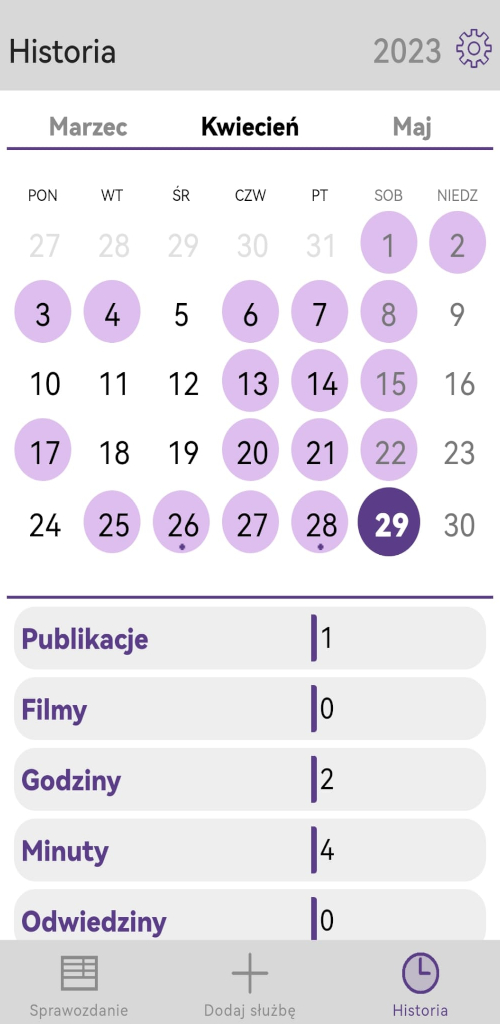 Historia 2023
Marzec Kwiecień Maj
PON WT ŚR CZW PT SOB NIEDZ
27 28 29 30 31 1 2
3 4 5 6 7 8 9
10 11 12 13 14 15 16
17 18 19 20 21 22 23
24 25 26 27 28 29 30
Publikacje 1
Filmy 0
Godziny 2
Minuty 4
Odwiedziny 0
Sprawozdanie Dodaj służbę Historia